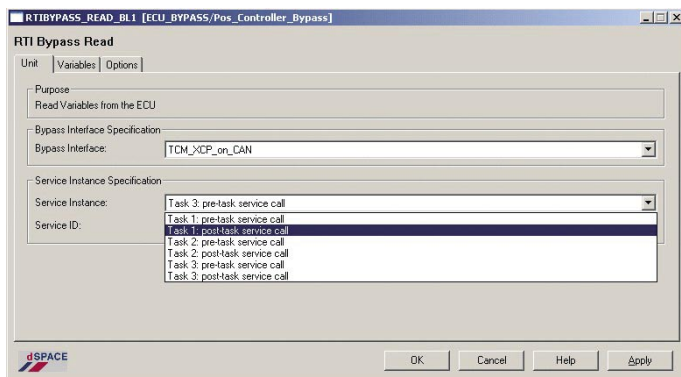 RTIBYPASS_READ_BL1 [ECU_BYPASS/Pos_Controller_Bypass]
RTI Bypass Read
Unit Variables Options
Purpose
Read Variables from the ECU
Bypass Interface Specification
Bypass Interface: TCM_XCP_on_CAN
Service Instance Specification
Service Instance: Task 3: pre-task service call
Service ID:
Task 1: pre-task service call
Task 1: post-task service call
Task 2: pre-task service call
Task 2: post-task service call
Task 3: pre-task service call
Task 3: post-task service call
dSPACE
OK Cancel Help Apply